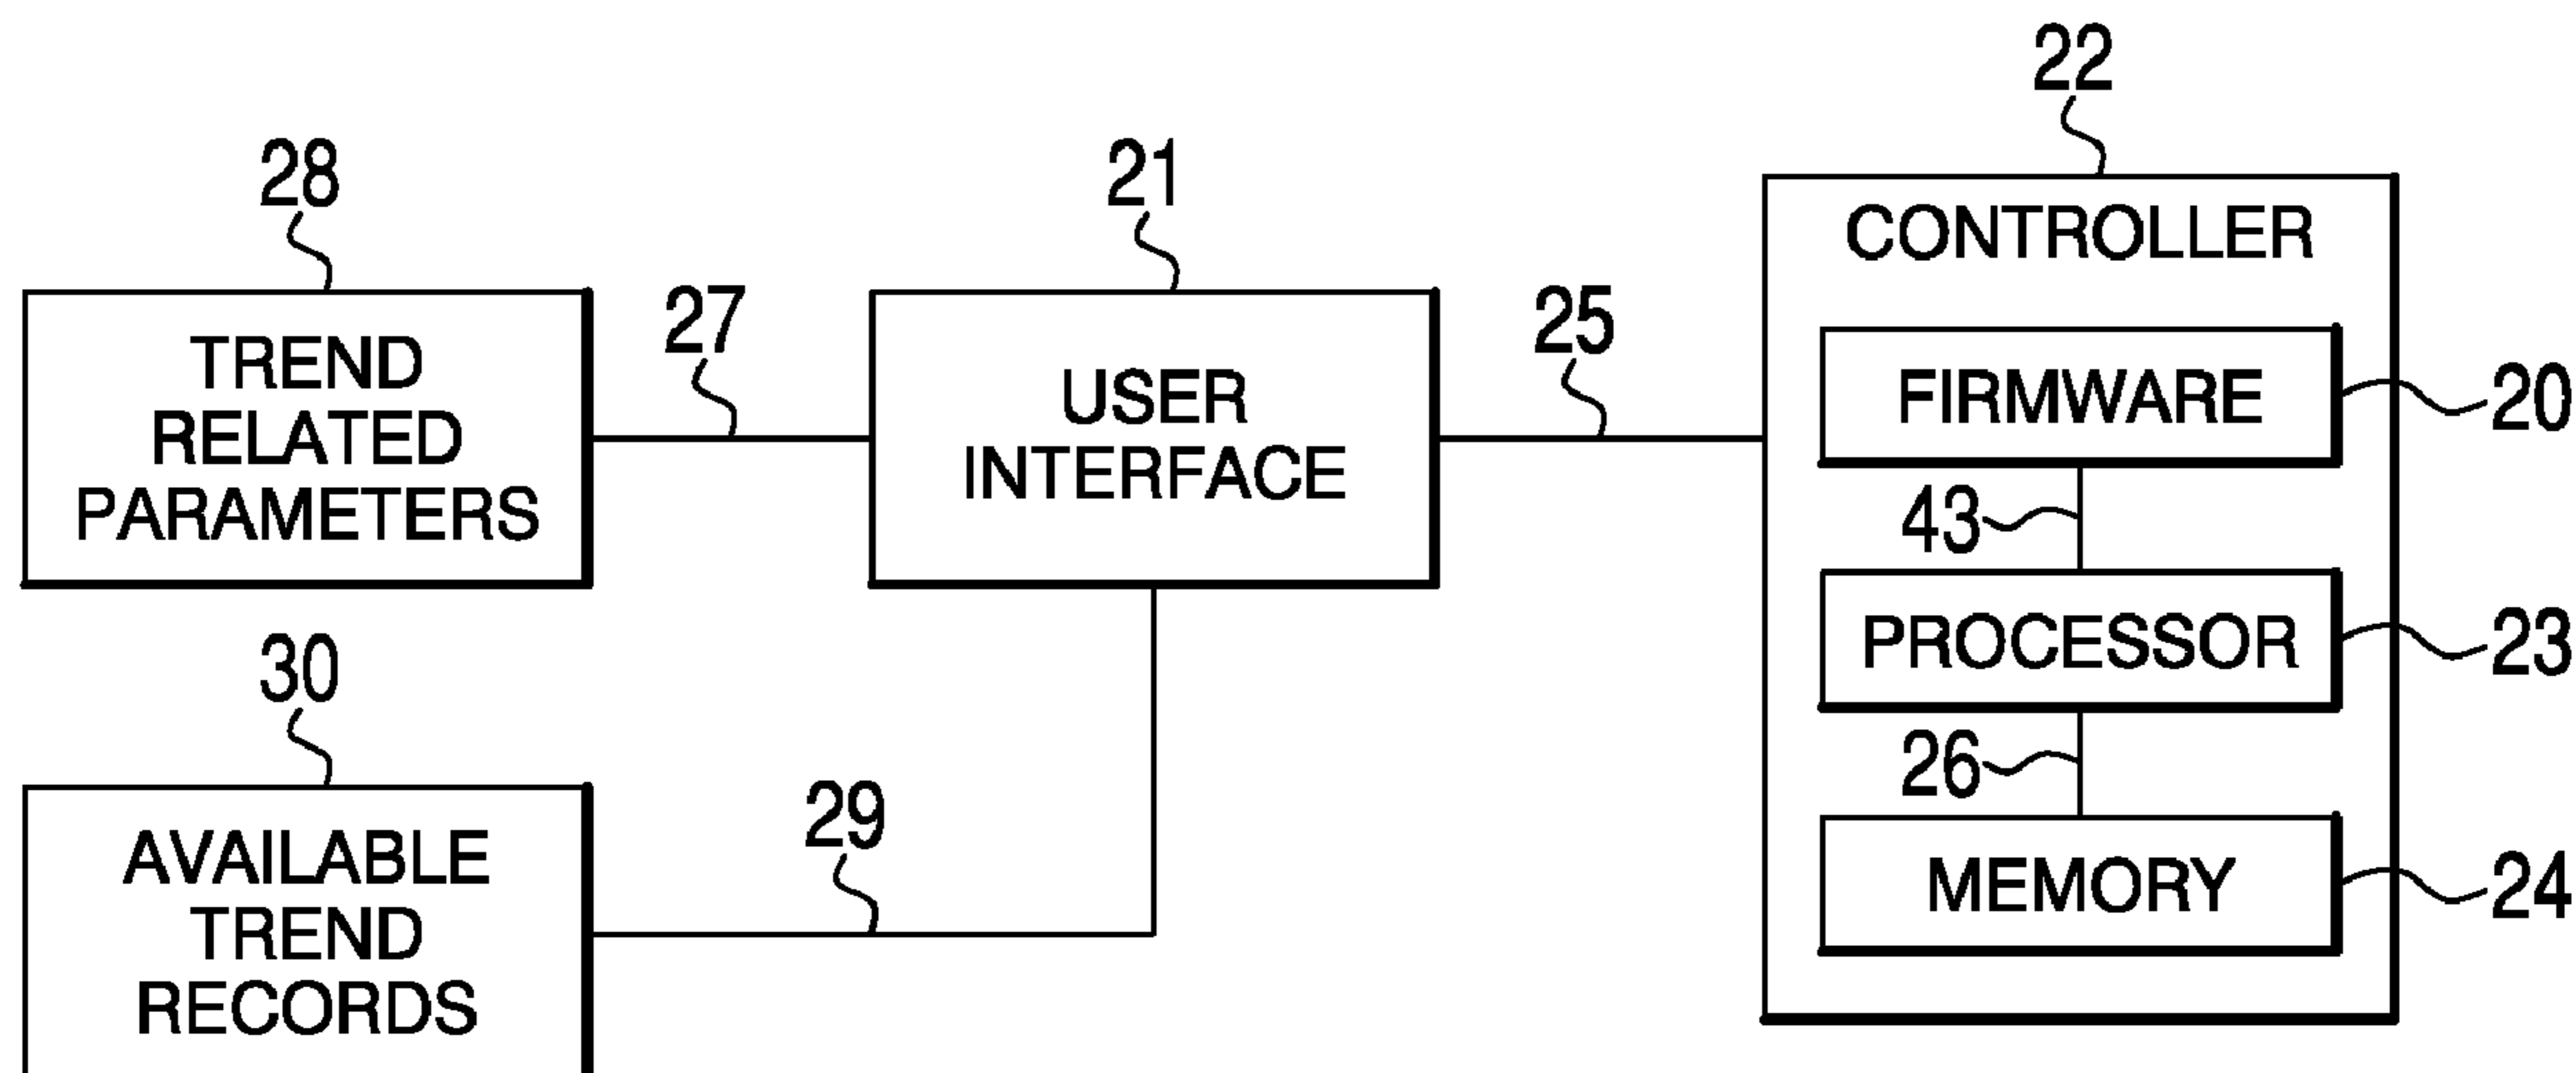 22
28
21
CONTROLLER
27
25
TREND
RELATED
PARAMETERS
USER
INTERFACE
FIRMWARE
20
43
30
PROCESSOR
23
26
29
AVAILABLE
TREND
RECORDS
MEMORY
24